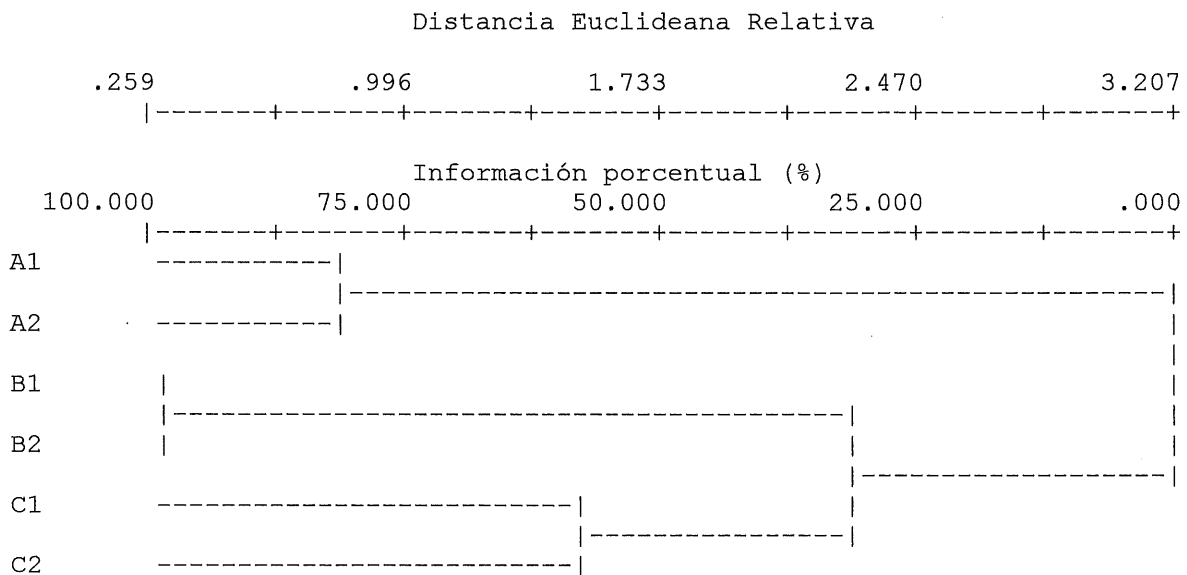 Distancia Euclideana Relativa
.259 .996 1.733 2.470 3.207
Información porcentual (%)
100.000 75.000 50.000 25.000 .000
A1
A2
B1
B2
C1
C2